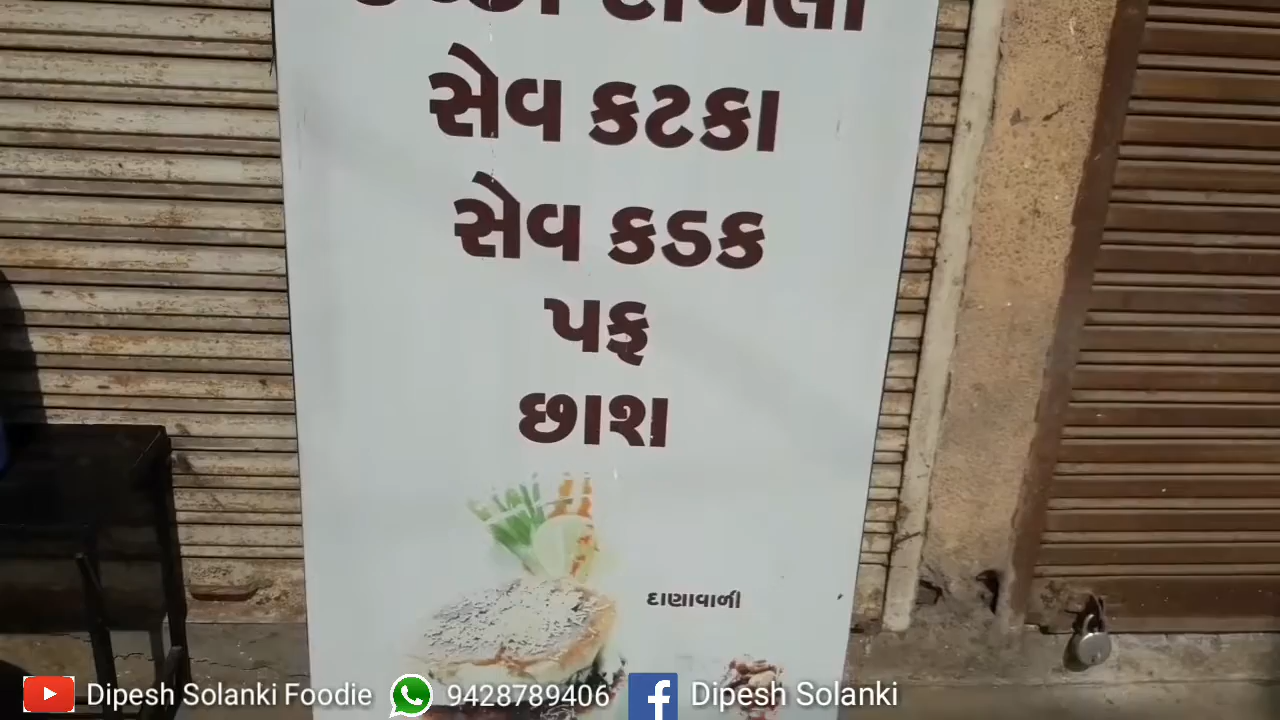 સેવ કટકા
સેવ કડક
પફ
છાશ
દાણાવાળી
Dipesh Solanki Foodie 9428789406 Dipesh Solanki